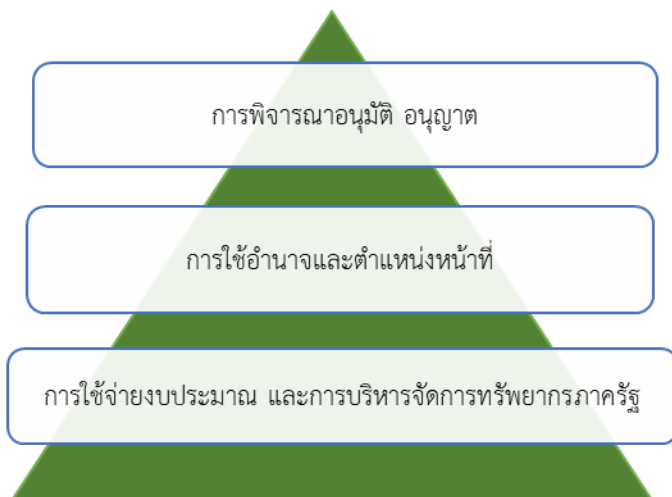 การพิจารณาอนุมัติ อนุญาต
การใช้อำนาจและตำแหน่งหน้าที่
การใช้จ่ายงบประมาณ และการบริหารจัดการทรัพยากรภาครัฐ